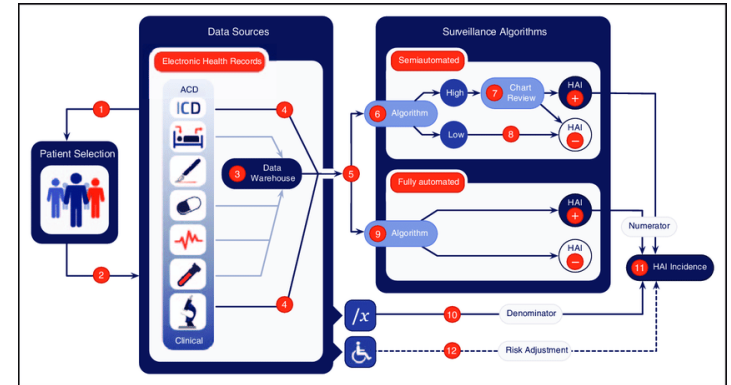 Data Sources
Surveillance Algorithms
Electronic Health Records
Semiautomated
ACD
ICD
1
4
High
7
Chart
Review
HAI
+
6
Algorithm
Patient Selection
Low
8
HAI
−
3
Data
Warehouse
5
Fully automated
HAI
+
9
Algorithm
Numerator
HAI
−
2
11
HAI Incidence
4
/x
10
Denominator
Clinical
12
Risk Adjustment